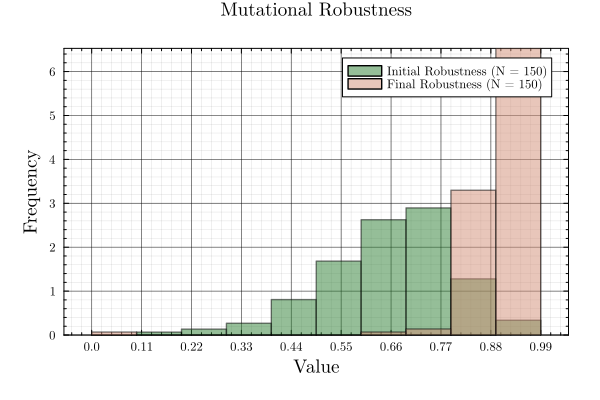 Mutational Robustness
Initial Robustness (N = 150)
Final Robustness (N = 150)
Frequency
6
5
4
3
2
1
0
0.0 0.11 0.22 0.33 0.44 0.55 0.66 0.77 0.88 0.99
Value